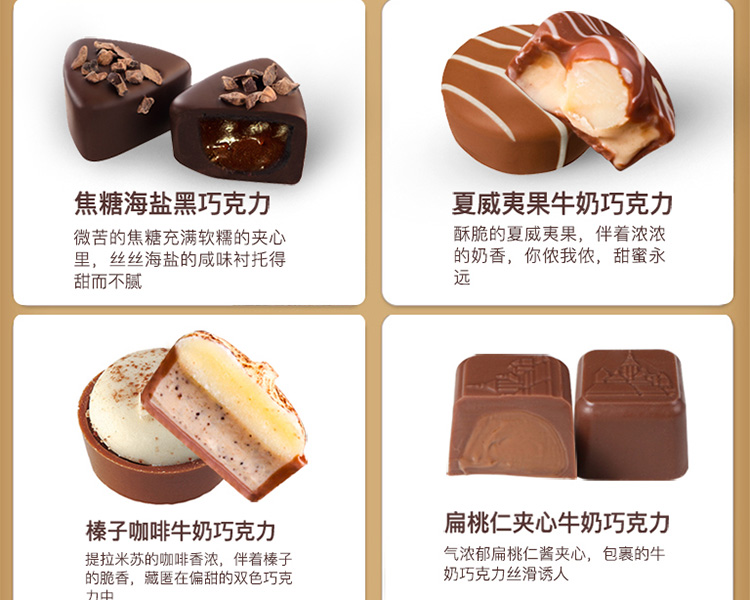 焦糖海盐黑巧克力
微苦的焦糖充满软糯的夹心
里，丝丝海盐的咸味衬托得
甜而不腻
夏威夷果牛奶巧克力
酥脆的夏威夷果，伴着浓浓
的奶香，你侬我侬，甜蜜永
远
榛子咖啡牛奶巧克力
提拉米苏的咖啡香浓，伴着榛子
的脆香，藏匿在偏甜的双色巧克
力中
扁桃仁夹心牛奶巧克力
气浓郁扁桃仁酱夹心，包裹的牛
奶巧克力丝滑诱人